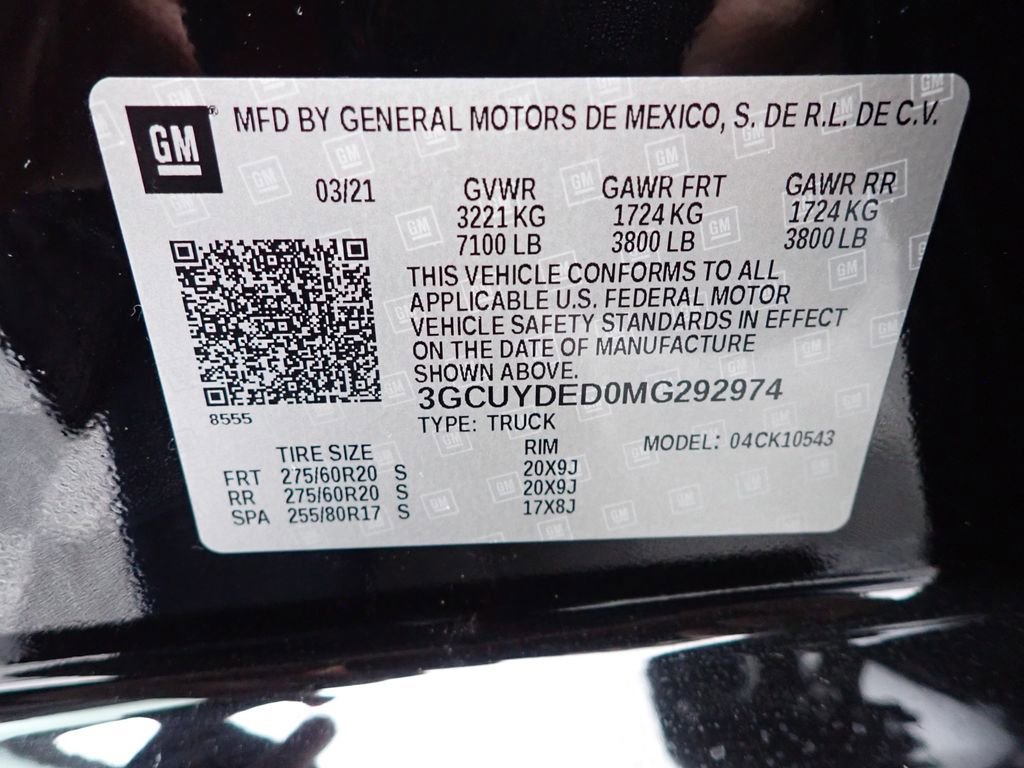 GM® MFD BY GENERAL MOTORS DE MEXICO, S. DE R.L. DE C.V.
03/21 GVWR GAWR FRT GAWR RR
3221 KG 1724 KG 1724 KG
7100 LB 3800 LB 3800 LB
THIS VEHICLE CONFORMS TO ALL
APPLICABLE U.S. FEDERAL MOTOR
VEHICLE SAFETY STANDARDS IN EFFECT
ON THE DATE OF MANUFACTURE
SHOWN ABOVE.
3GCUYDED0MG292974
8555 TYPE: TRUCK
TIRE SIZE RIM MODEL: 04CK10543
FRT 275/60R20 S 20X9J
RR 275/60R20 S 20X9J
SPA 255/80R17 S 17X8J